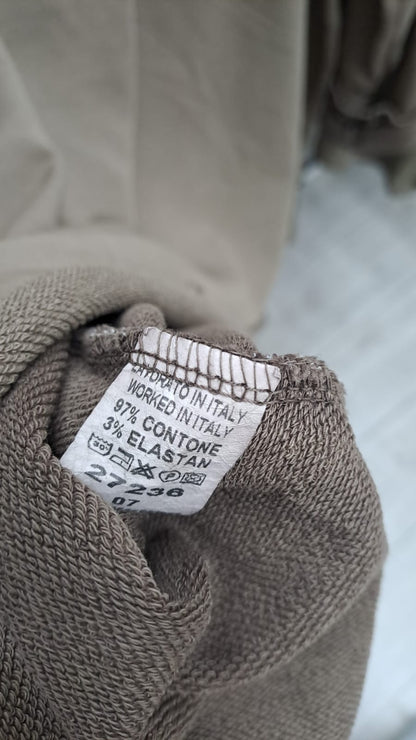 LAVORATO IN ITALY
WORKED IN ITALY
97% CONTONE
3% ELASTAN
27236
07